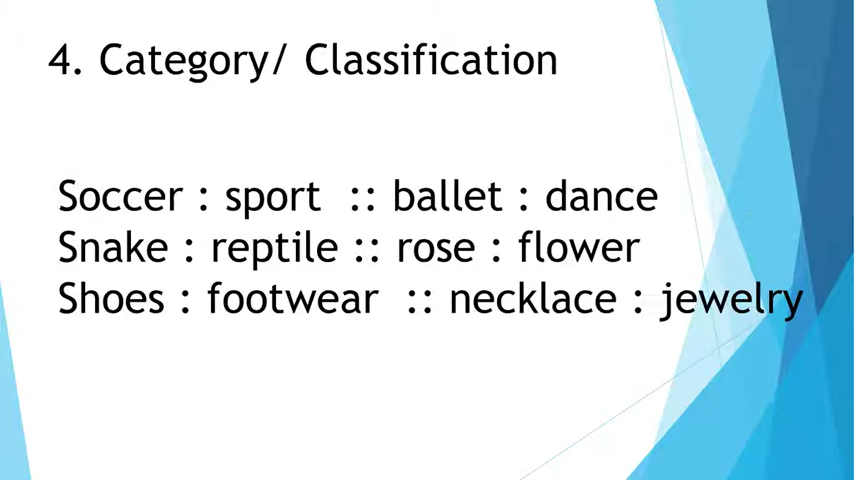 4. Category/ Classification
Soccer : sport :: ballet : dance
Snake : reptile :: rose : flower
Shoes : footwear :: necklace : jewelry